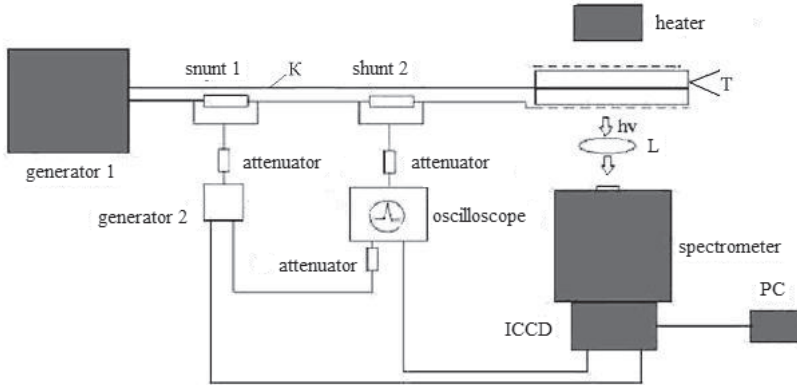 heater
snunt 1
K
shunt 2
T
hν
L
generator 1
attenuator
attenuator
generator 2
oscilloscope
spectrometer
attenuator
ICCD
PC